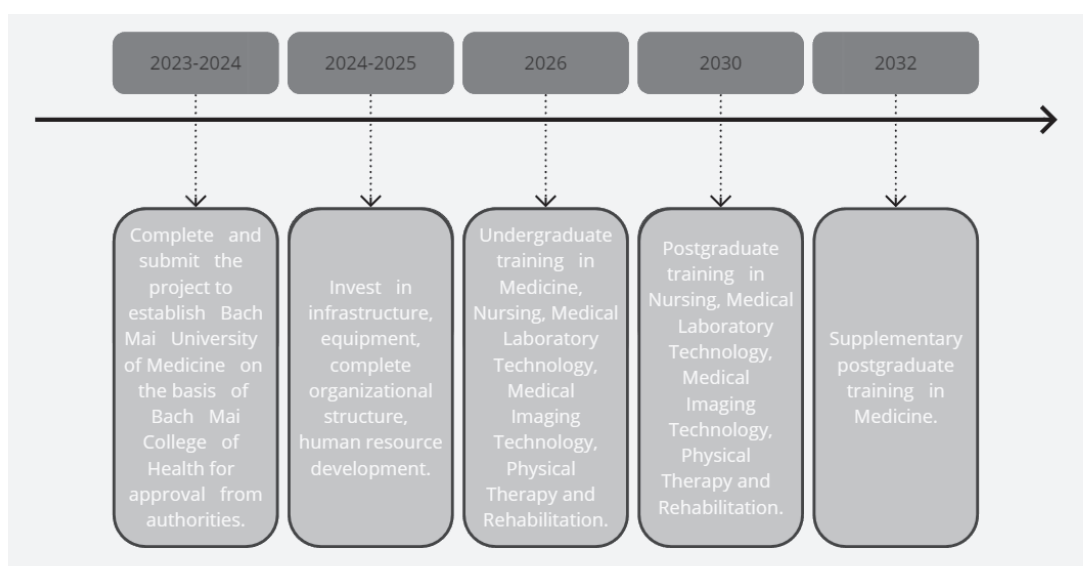 2023-2024
2024-2025
2026
2030
2032
Complete and
submit the
project to
establish Bach
Mai University
of Medicine on
the basis of
Bach Mai
College of
Health for
approval from
authorities.
Invest in
infrastructure,
equipment,
complete
organizational
structure,
human resource
development.
Undergraduate
training in
Medicine,
Nursing, Medical
Laboratory
Technology,
Medical
Imaging
Technology,
Physical
Therapy and
Rehabilitation.
Postgraduate
training in
Nursing, Medical
Laboratory
Technology,
Medical
Imaging
Technology,
Physical
Therapy and
Rehabilitation.
Supplementary
postgraduate
training in
Medicine.